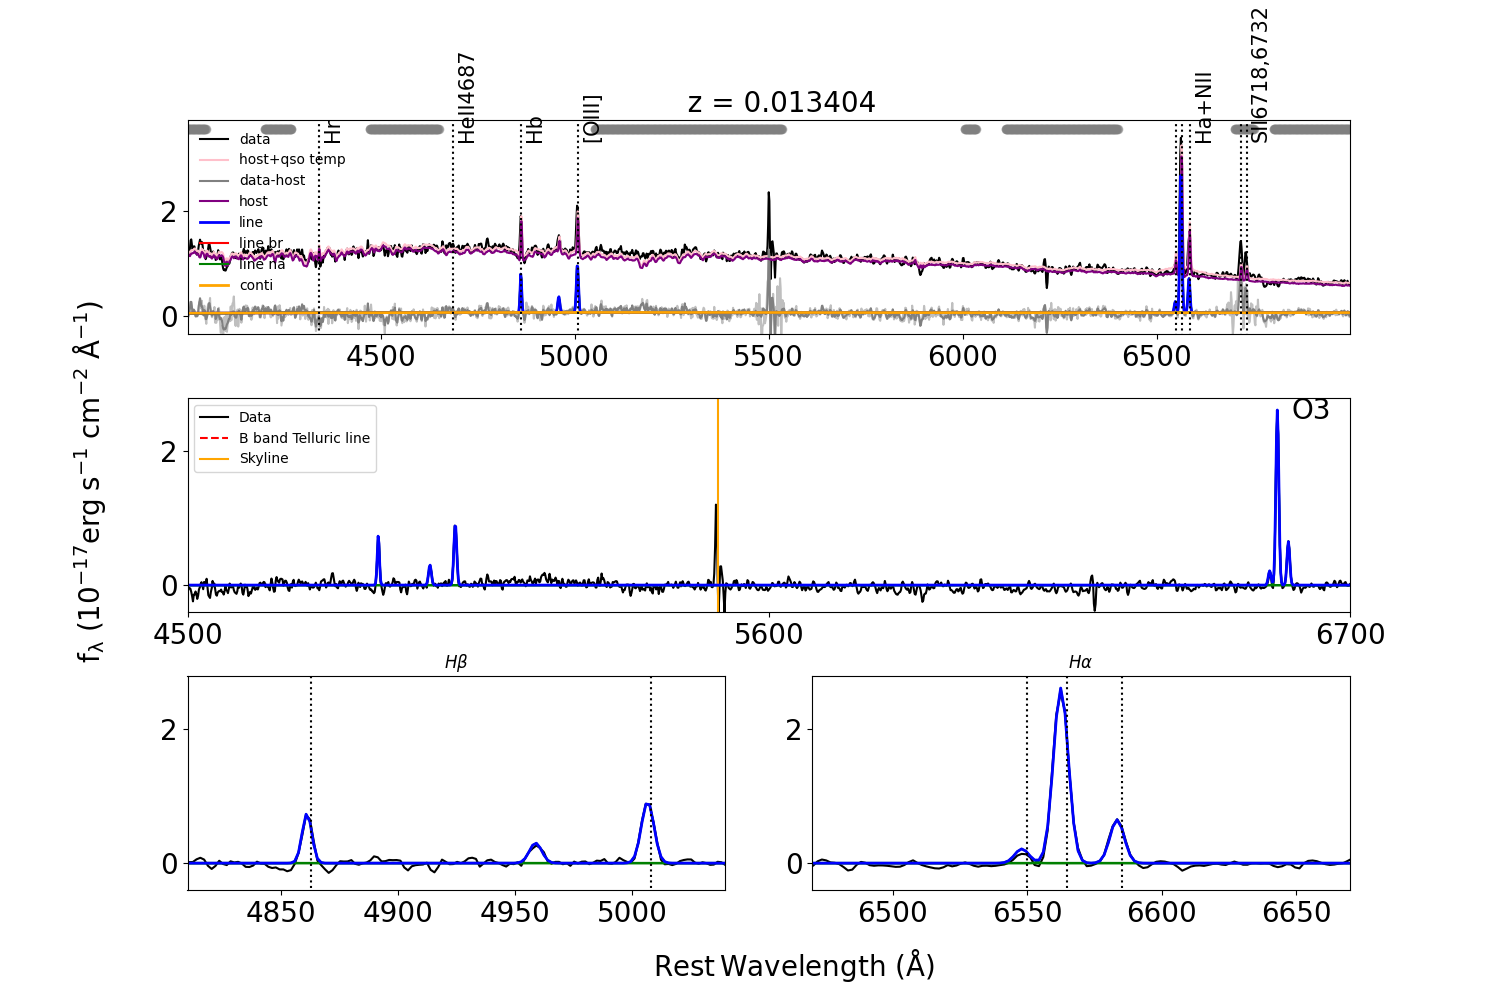 z = 0.013404
Hr
HeII4687
Hb
[OIII]
Ha+NII
SII6718,6732
data
host+qso temp
data-host
host
line
line br
line na
conti
2
0
4500
5000
5500
6000
6500
fλ (10⁻¹⁷erg s⁻¹ cm⁻² Å⁻¹)
Data
B band Telluric line
Skyline
O3
2
0
4500
5600
6700
Hβ
2
0
4850
4900
4950
5000
Hα
2
0
6500
6550
6600
6650
Rest Wavelength (Å)